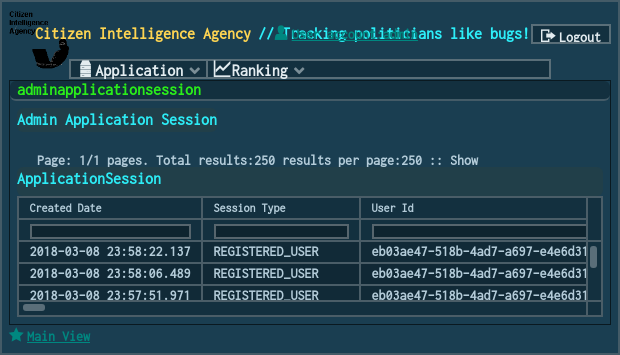 Citizen
Intelligence
Agency
Citizen Intelligence Agency // Tracking politicians like bugs!
Logout
Application
Ranking
adminapplicationsession
Admin Application Session
Page: 1/1 pages. Total results:250 results per page:250 :: Show
ApplicationSession
Created Date Session Type User Id
2018-03-08 23:58:22.137 REGISTERED_USER eb03ae47-518b-4ad7-a697-e4e6d31
2018-03-08 23:58:06.489 REGISTERED_USER eb03ae47-518b-4ad7-a697-e4e6d31
2018-03-08 23:57:51.971 REGISTERED_USER eb03ae47-518b-4ad7-a697-e4e6d31
Main View